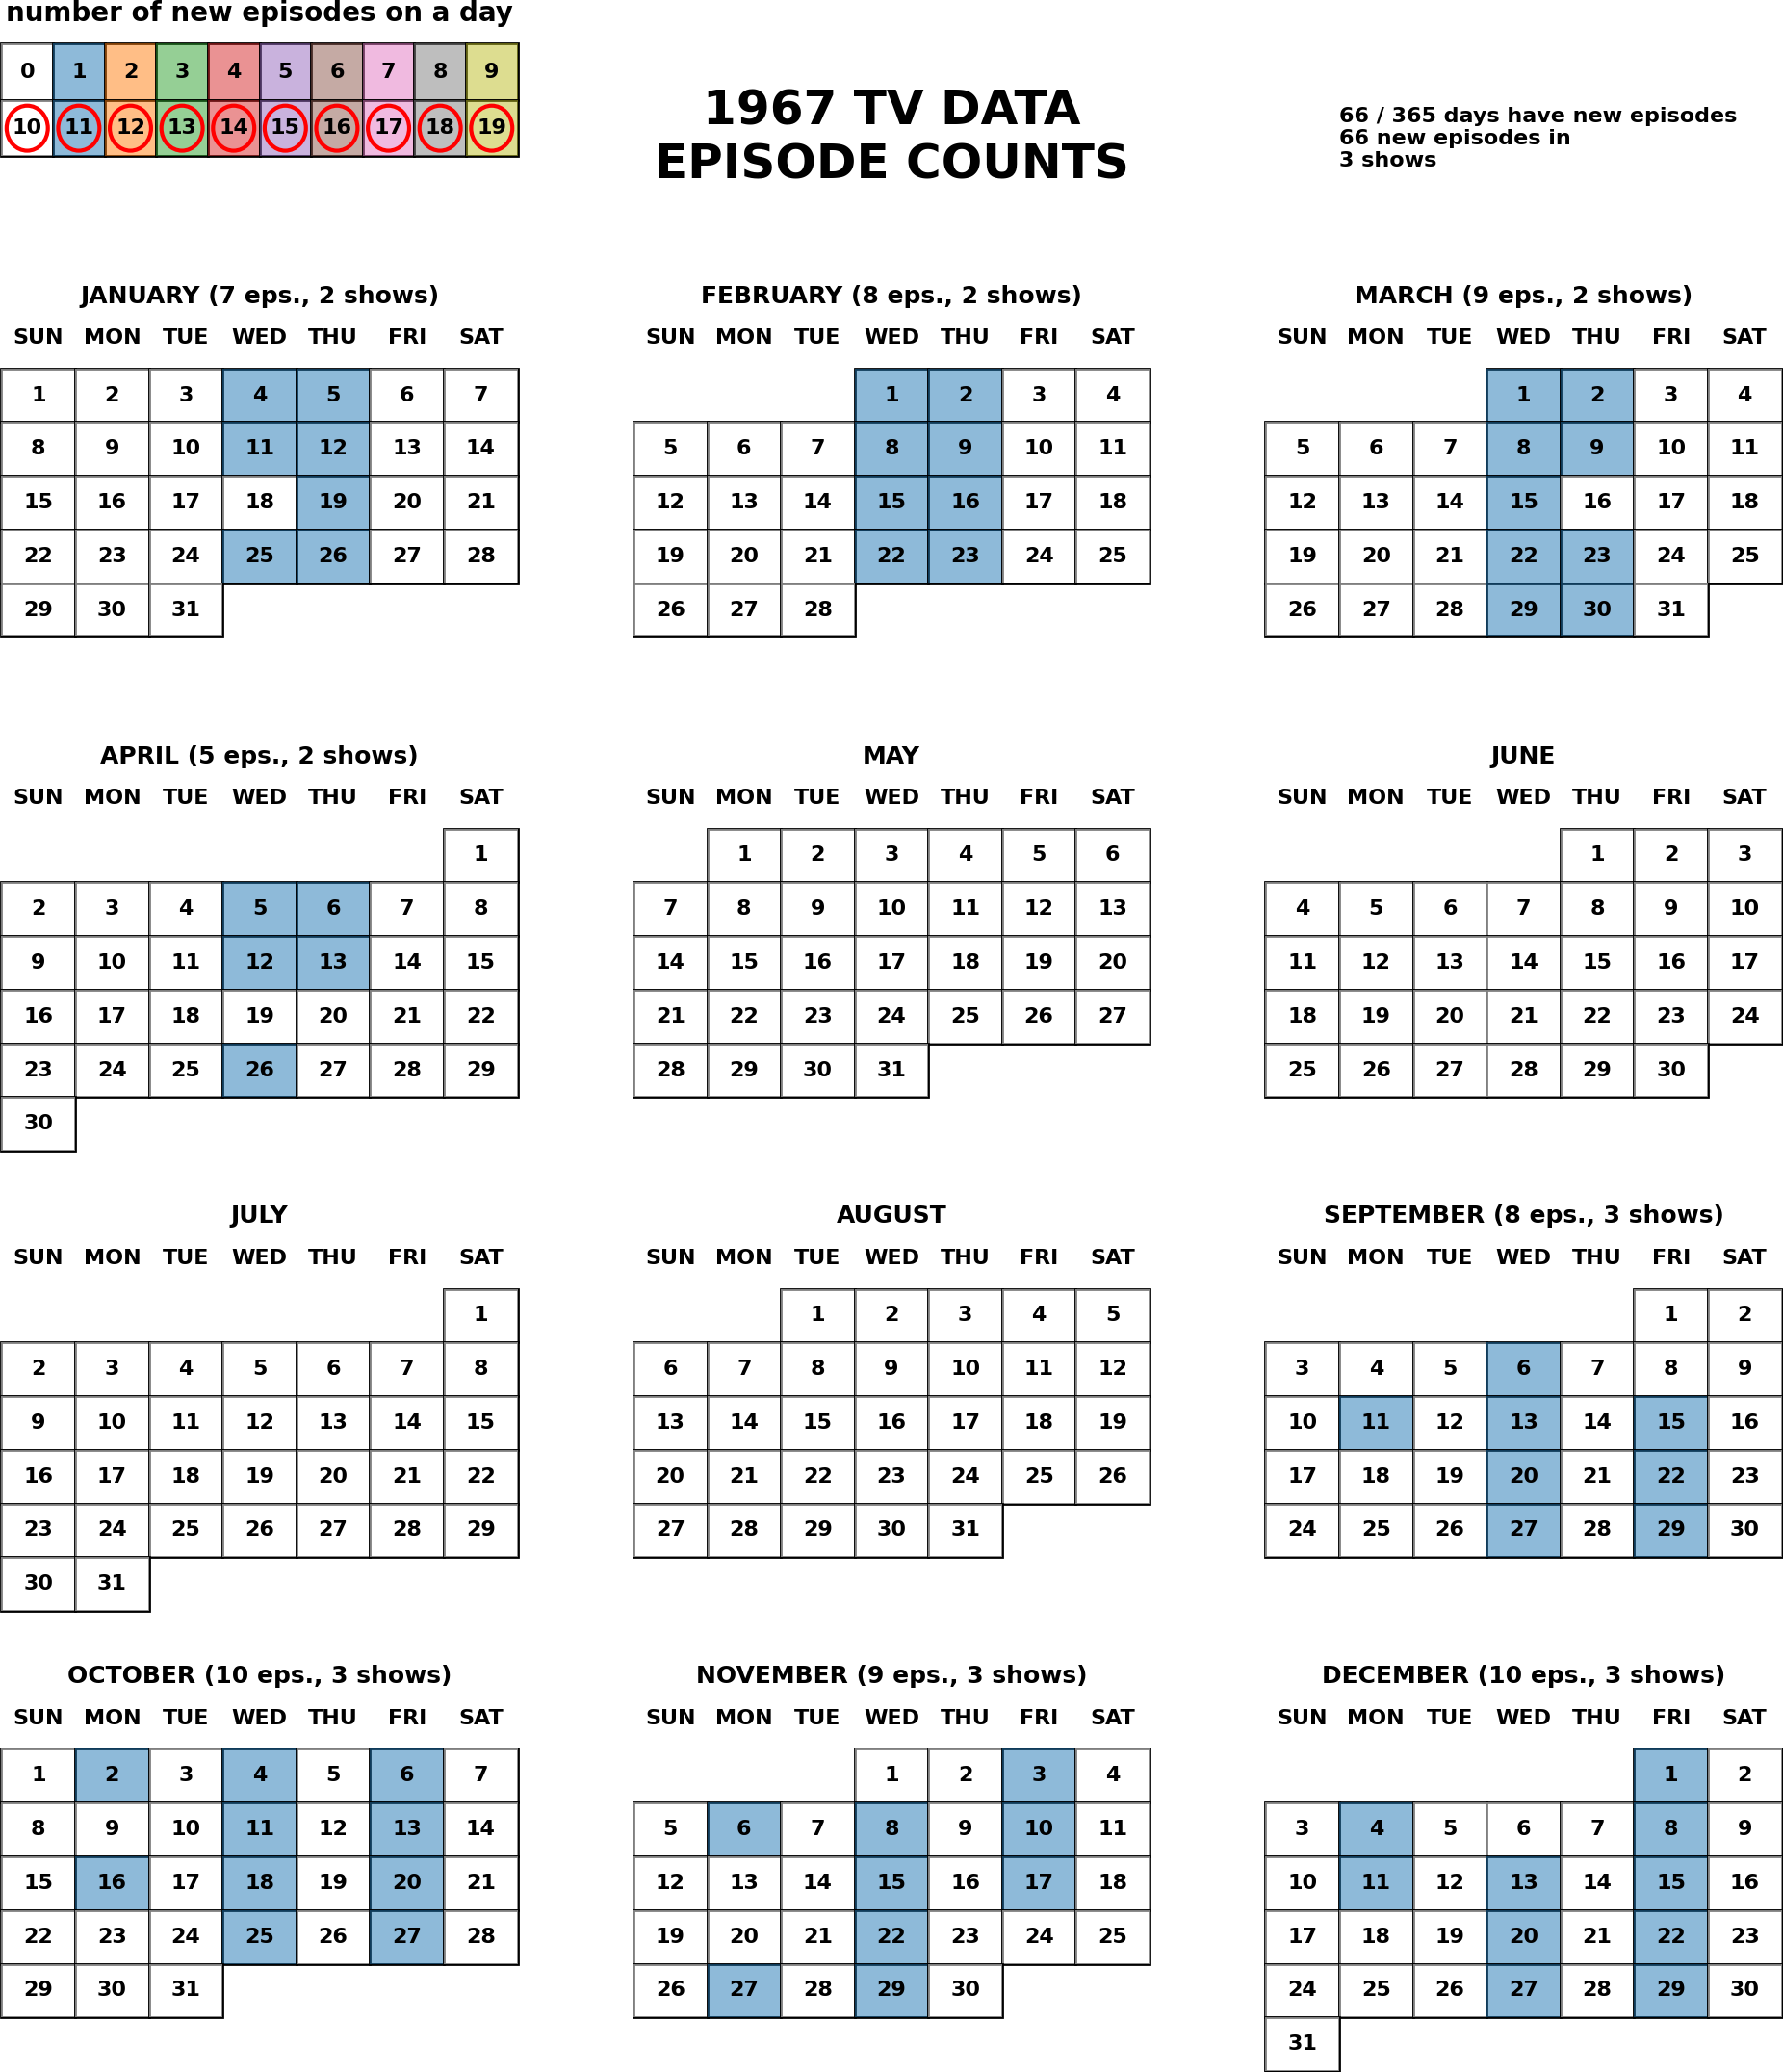 number of new episodes on a day
0 1 2 3 4 5 6 7 8 9
10 11 12 13 14 15 16 17 18 19
1967 TV DATA
EPISODE COUNTS
66 / 365 days have new episodes
66 new episodes in
3 shows
JANUARY (7 eps., 2 shows)
SUN MON TUE WED THU FRI SAT
1 2 3 4 5 6 7
8 9 10 11 12 13 14
15 16 17 18 19 20 21
22 23 24 25 26 27 28
29 30 31
FEBRUARY (8 eps., 2 shows)
SUN MON TUE WED THU FRI SAT
1 2 3 4
5 6 7 8 9 10 11
12 13 14 15 16 17 18
19 20 21 22 23 24 25
26 27 28
MARCH (9 eps., 2 shows)
SUN MON TUE WED THU FRI SAT
1 2 3 4
5 6 7 8 9 10 11
12 13 14 15 16 17 18
19 20 21 22 23 24 25
26 27 28 29 30 31
APRIL (5 eps., 2 shows)
SUN MON TUE WED THU FRI SAT
1
2 3 4 5 6 7 8
9 10 11 12 13 14 15
16 17 18 19 20 21 22
23 24 25 26 27 28 29
30
MAY
SUN MON TUE WED THU FRI SAT
1 2 3 4 5 6
7 8 9 10 11 12 13
14 15 16 17 18 19 20
21 22 23 24 25 26 27
28 29 30 31
JUNE
SUN MON TUE WED THU FRI SAT
1 2 3
4 5 6 7 8 9 10
11 12 13 14 15 16 17
18 19 20 21 22 23 24
25 26 27 28 29 30
JULY
SUN MON TUE WED THU FRI SAT
1
2 3 4 5 6 7 8
9 10 11 12 13 14 15
16 17 18 19 20 21 22
23 24 25 26 27 28 29
30 31
AUGUST
SUN MON TUE WED THU FRI SAT
1 2 3 4 5
6 7 8 9 10 11 12
13 14 15 16 17 18 19
20 21 22 23 24 25 26
27 28 29 30 31
SEPTEMBER (8 eps., 3 shows)
SUN MON TUE WED THU FRI SAT
1 2
3 4 5 6 7 8 9
10 11 12 13 14 15 16
17 18 19 20 21 22 23
24 25 26 27 28 29 30
OCTOBER (10 eps., 3 shows)
SUN MON TUE WED THU FRI SAT
1 2 3 4 5 6 7
8 9 10 11 12 13 14
15 16 17 18 19 20 21
22 23 24 25 26 27 28
29 30 31
NOVEMBER (9 eps., 3 shows)
SUN MON TUE WED THU FRI SAT
1 2 3 4
5 6 7 8 9 10 11
12 13 14 15 16 17 18
19 20 21 22 23 24 25
26 27 28 29 30
DECEMBER (10 eps., 3 shows)
SUN MON TUE WED THU FRI SAT
1 2
3 4 5 6 7 8 9
10 11 12 13 14 15 16
17 18 19 20 21 22 23
24 25 26 27 28 29 30
31